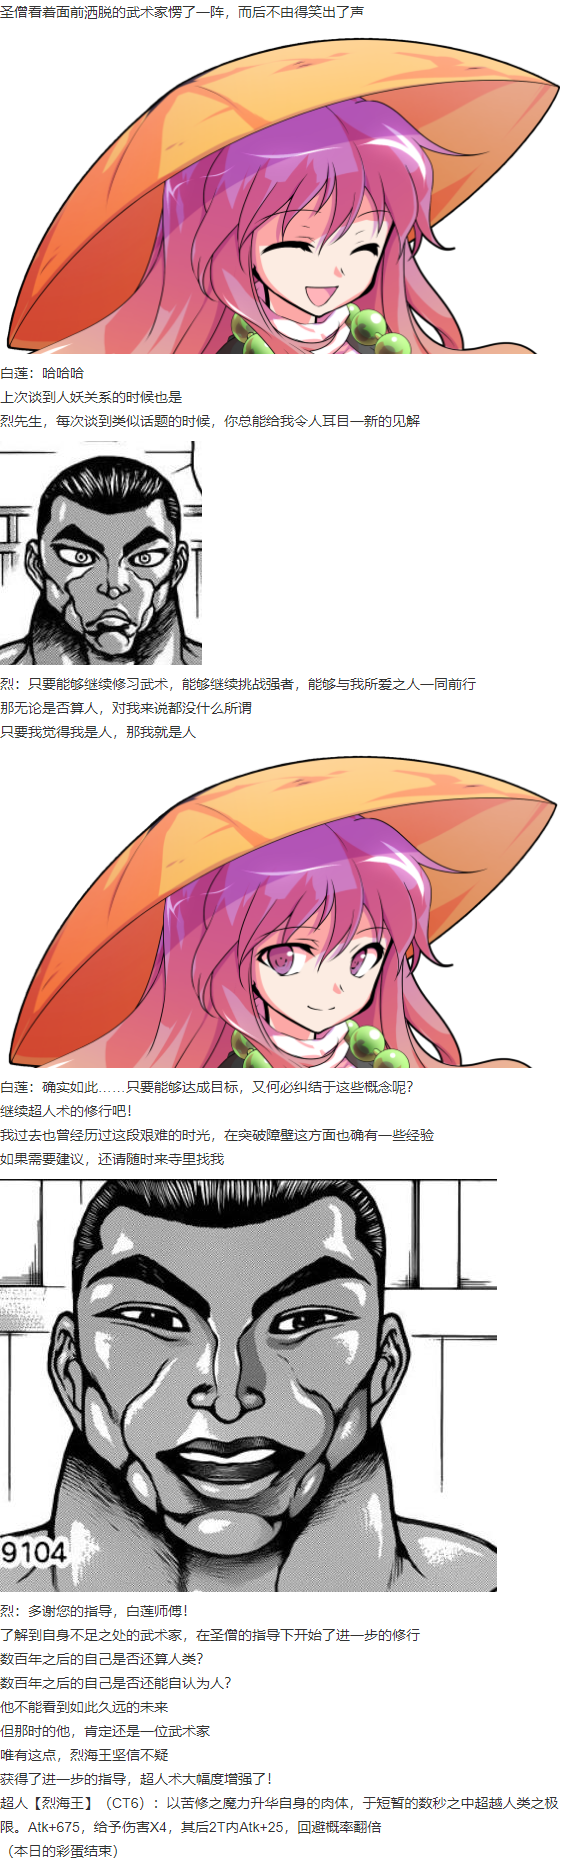 圣僧看着面前洒脱的武术家愣了一阵，而后不由得笑出了声
白莲：哈哈哈
上次谈到人妖关系的时候也是
烈先生，每次谈到类似话题的时候，你总能给我令人耳目一新的见解
烈：只要能够继续修习武术，能够继续挑战强者，能够与我所爱之人一同前行
那无论是否算人，对我来说都没什么所谓
只要我觉得我是人，那我就是人
白莲：确实如此……只要能够达成目标，又何必纠结于这些概念呢？
继续超人术的修行吧！
我过去也曾经历过这段艰难的时光，在突破障壁这方面也确有一些经验
如果需要建议，还请随时来寺里找我
9104
烈：多谢您的指导，白莲师傅！
了解到自身不足之处的武术家，在圣僧的指导下开始了进一步的修行
数百年之后的自己是否还算人类？
数百年之后的自己是否还能自认为人？
他不能看到如此久远的未来
但那时的他，肯定还是一位武术家
唯有这点，烈海王坚信不疑
获得了进一步的指导，超人术大幅度增强了！
超人【烈海王】（CT6）：以苦修之魔力升华自身的肉体，于短暂的数秒之中超越人类之极
限。Atk+675，给予伤害X4，其后2T内Atk+25，回避概率翻倍
（本日的彩蛋结束）